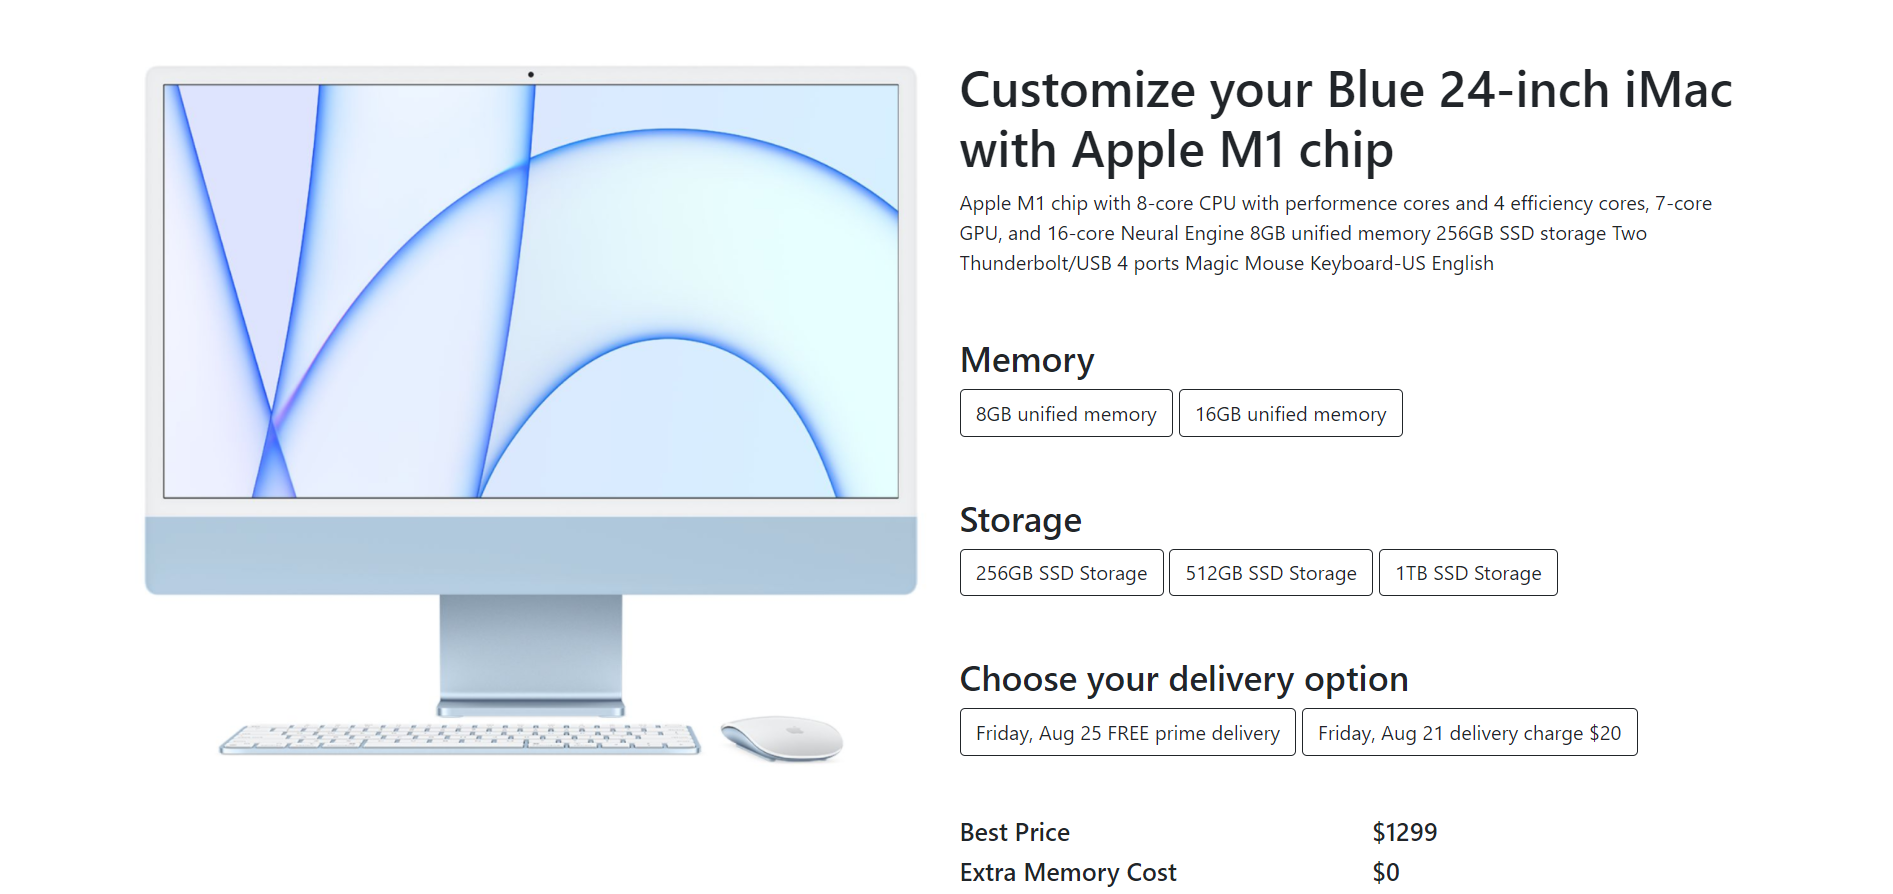 Customize your Blue 24-inch iMac
with Apple M1 chip
Apple M1 chip with 8-core CPU with performence cores and 4 efficiency cores, 7-core
GPU, and 16-core Neural Engine 8GB unified memory 256GB SSD storage Two
Thunderbolt/USB 4 ports Magic Mouse Keyboard-US English
Memory
8GB unified memory 16GB unified memory
Storage
256GB SSD Storage 512GB SSD Storage 1TB SSD Storage
Choose your delivery option
Friday, Aug 25 FREE prime delivery Friday, Aug 21 delivery charge $20
Best Price $1299
Extra Memory Cost $0